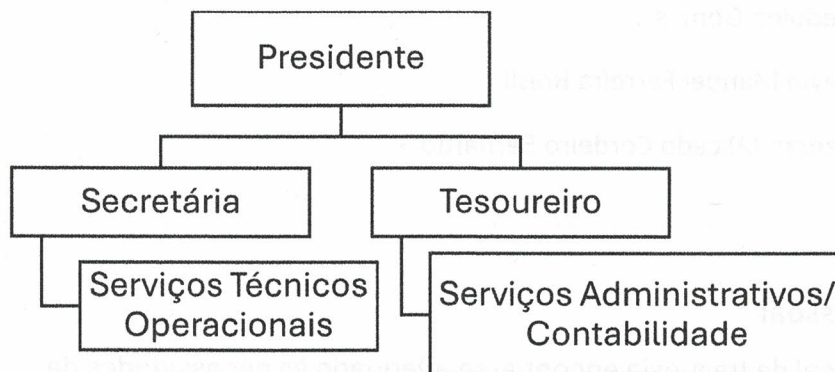 Presidente
Secretária
Tesoureiro
Serviços Técnicos
Operacionais
Serviços Administrativos/
Contabilidade